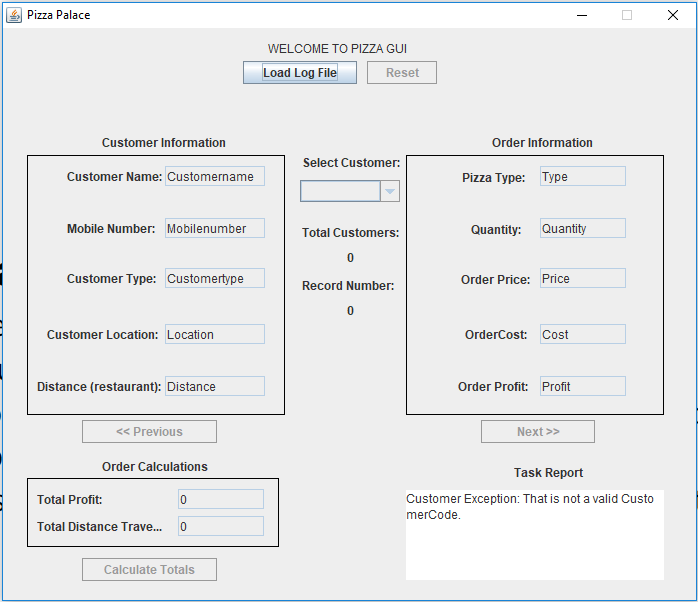 Pizza Palace
WELCOME TO PIZZA GUI
Load Log File
Reset
Customer Information
Customer Name:
Customername
Mobile Number:
Mobilenumber
Customer Type:
Customertype
Customer Location:
Location
Distance (restaurant):
Distance
<< Previous
Select Customer:
Total Customers:
0
Record Number:
0
Order Information
Pizza Type:
Type
Quantity:
Quantity
Order Price:
Price
OrderCost:
Cost
Order Profit:
Profit
Next >>
Order Calculations
Total Profit:
0
Total Distance Trave...
0
Calculate Totals
Task Report
Customer Exception: That is not a valid Custo
merCode.